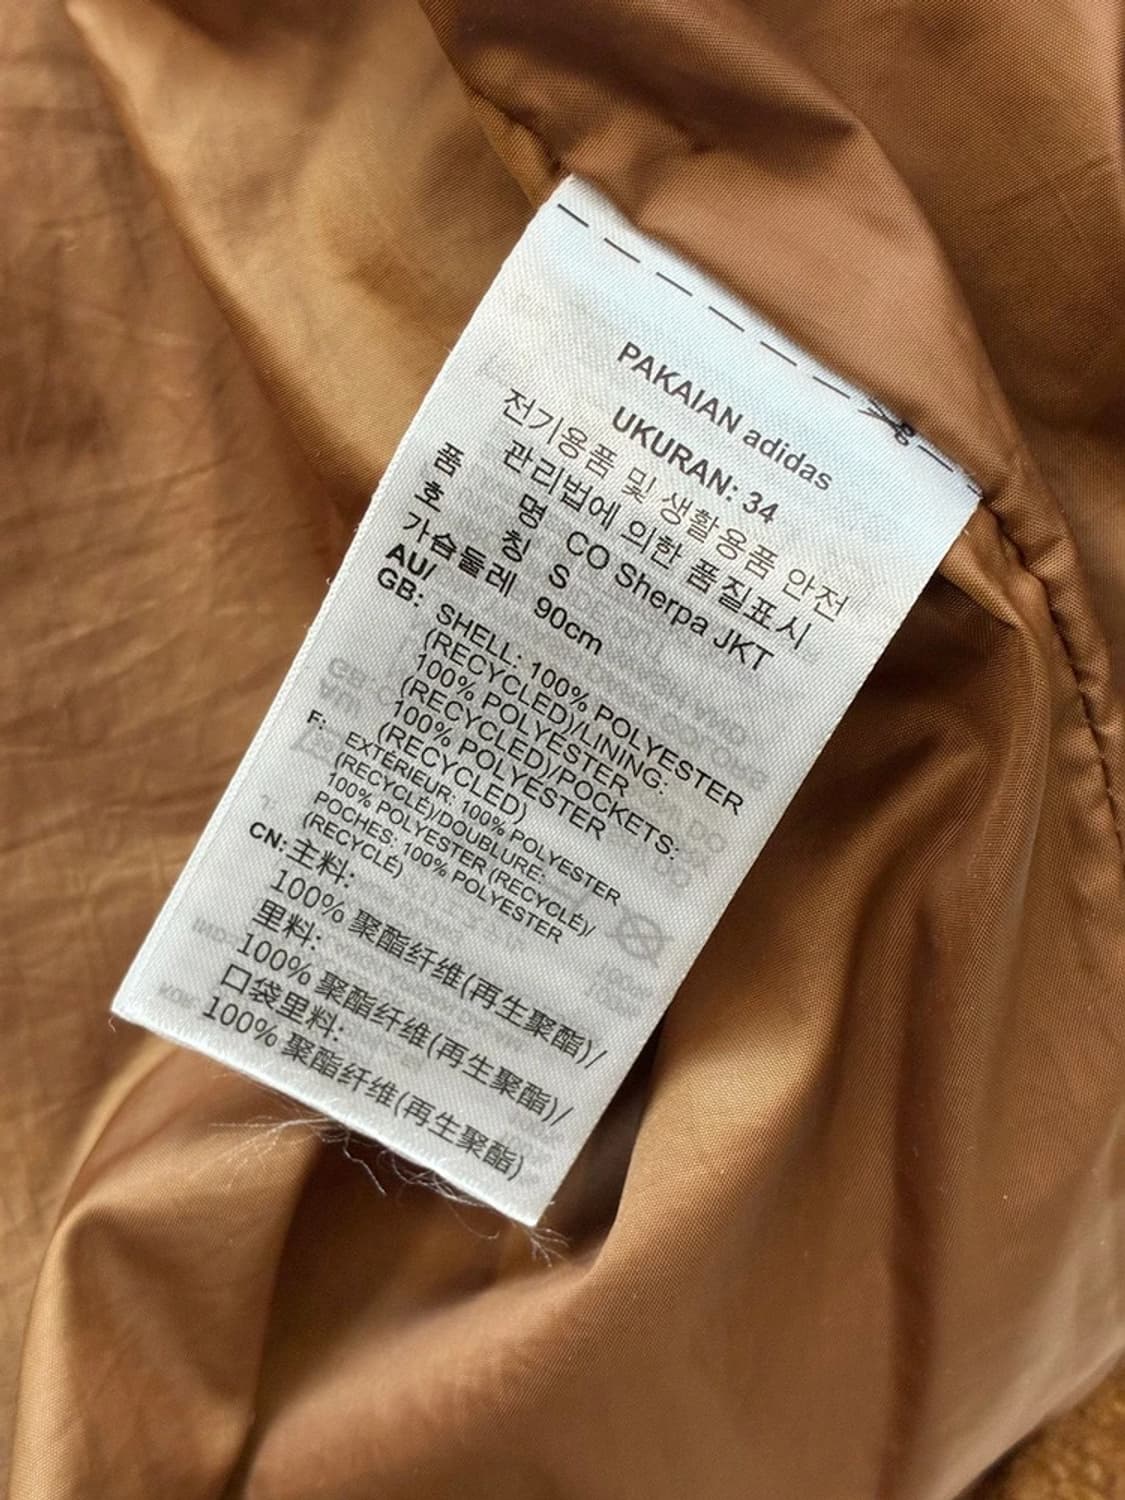 PAKAIAN adidas
UKURAN: 34
전기용품 및 생활용품 안전
관리법에 의한 품질표시
품 명 CO Sherpa JKT
호 칭 S
가슴둘레 90cm
AU/
GB: SHELL: 100% POLYESTER
(RECYCLED)/LINING:
100% POLYESTER
(RECYCLED)/POCKETS:
100% POLYESTER
(RECYCLED)
F: EXTÉRIEUR: 100% POLYESTER
(RECYCLÉ)/DOUBLURE:
100% POLYESTER (RECYCLÉ)/
POCHES: 100% POLYESTER
(RECYCLÉ)
CN: 主料:
100% 聚酯纤维(再生聚酯)/
里料:
100% 聚酯纤维(再生聚酯)/
口袋里料:
100% 聚酯纤维(再生聚酯)